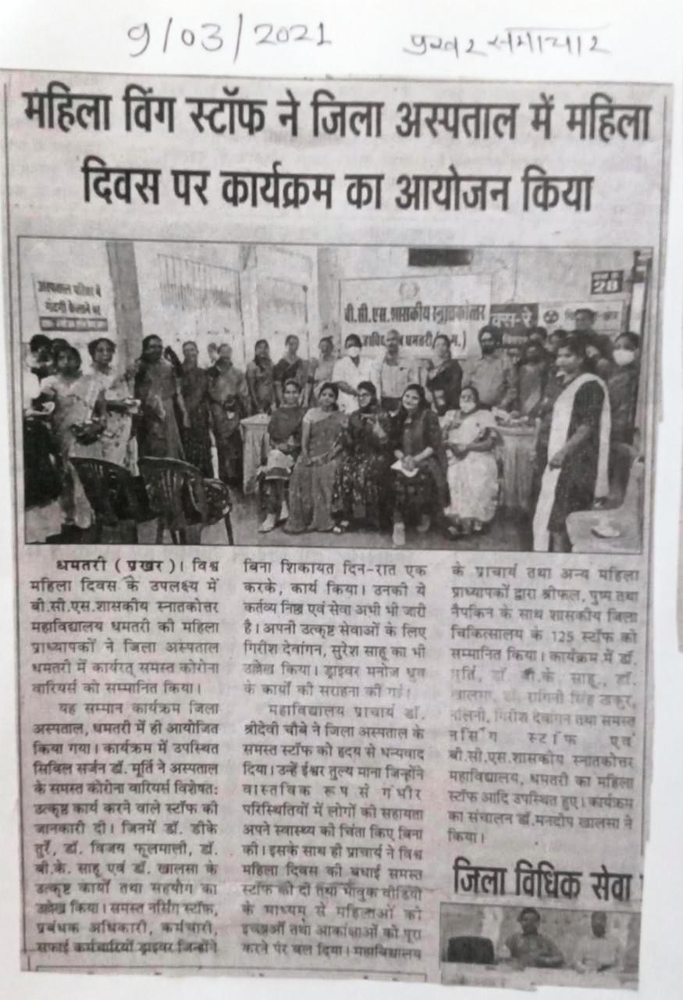 9/03/2021
प्रखर समाचार
महिला विंग स्टॉफ ने जिला अस्पताल में महिला
दिवस पर कार्यक्रम का आयोजन किया
अस्पताल परिसर में
गंदगी फैलाने पर
बी.सी.एस.शासकीय स्नातकोत्तर
धमतरी
28
धमतरी (प्रखर)। विश्व
महिला दिवस के उपलक्ष्य में
बी.सी.एस.शासकीय स्नातकोत्तर
महाविद्यालय धमतरी की महिला
प्राध्यापकों ने जिला अस्पताल
धमतरी में कार्यरत् समस्त कोरोना
वारियर्स को सम्मानित किया।
यह सम्मान कार्यक्रम जिला
अस्पताल, धमतरी में ही आयोजित
किया गया। कार्यक्रम में उपस्थित
सिविल सर्जन डॉ. मूर्ति ने अस्पताल
के समस्त कोरोना वारियर्स विशेषत:
उत्कृष्ठ कार्य करने वाले स्टॉफ की
जानकारी दी। जिनमें डॉ. डीके
तुर्रे, डॉ. विजय फूलमाली, डॉ.
बी.के. साहू एवं डॉ. खालसा के
उत्कृष्ट कार्यों तथा सहयोग का
उल्लेख किया। समस्त नर्सिंग स्टॉफ,
प्रबंधक अधिकारी, कर्मचारी,
सफाई कर्मचारियों ड्राइवर जिन्होंने
बिना शिकायत दिन-रात एक
करके, कार्य किया। उनकी ये
कर्तव्य निष्ठ एवं सेवा अभी भी जारी
है। अपनी उत्कृष्ट सेवाओं के लिए
गिरीश देवांगन, सुरेश साहू का भी
उल्लेख किया। ड्राइवर मनोज ध्रुव
के कार्यों की सराहना की गई।
महाविद्यालय प्राचार्य डॉ.
श्रीदेवी चौबे ने जिला अस्पताल के
समस्त स्टॉफ को हृदय से धन्यवाद
दिया। उन्हें ईश्वर तुल्य माना जिन्होंने
वास्तविक रूप से गंभीर
परिस्थितियों में लोगों की सहायता
अपने स्वास्थ्य की चिंता किए बिना
की। इसके साथ ही प्राचार्य ने विश्व
महिला दिवस की बधाई समस्त
स्टॉफ को दी तथा भावुक वीडियो
के माध्यम से महिलाओं को
इच्छाओं तथा आकांक्षाओं को पूरा
करने पर बल दिया। महाविद्यालय
के प्राचार्य तथा अन्य महिला
प्राध्यापकों द्वारा श्रीफल, पुष्प तथा
नैपकिन के साथ शासकीय जिला
चिकित्सालय के 125 स्टॉफ को
सम्मानित किया। कार्यक्रम में डॉ.
मूर्ति, डॉ. बी.के. साहू., डॉ.
खालसा, डॉ. रागिनी सिंह ठाकुर,
नलिनी, गिरीश देवांगन तथा समस्त
नर्सिंग स्टॉफ एवं
बी.सी.एस.शासकीय स्नातकोत्तर
महाविद्यालय, धमतरी का महिला
स्टॉफ आदि उपस्थित हुए। कार्यक्रम
का संचालन डॉ.मनदीप खालसा ने
किया।
जिला विधिक सेवा